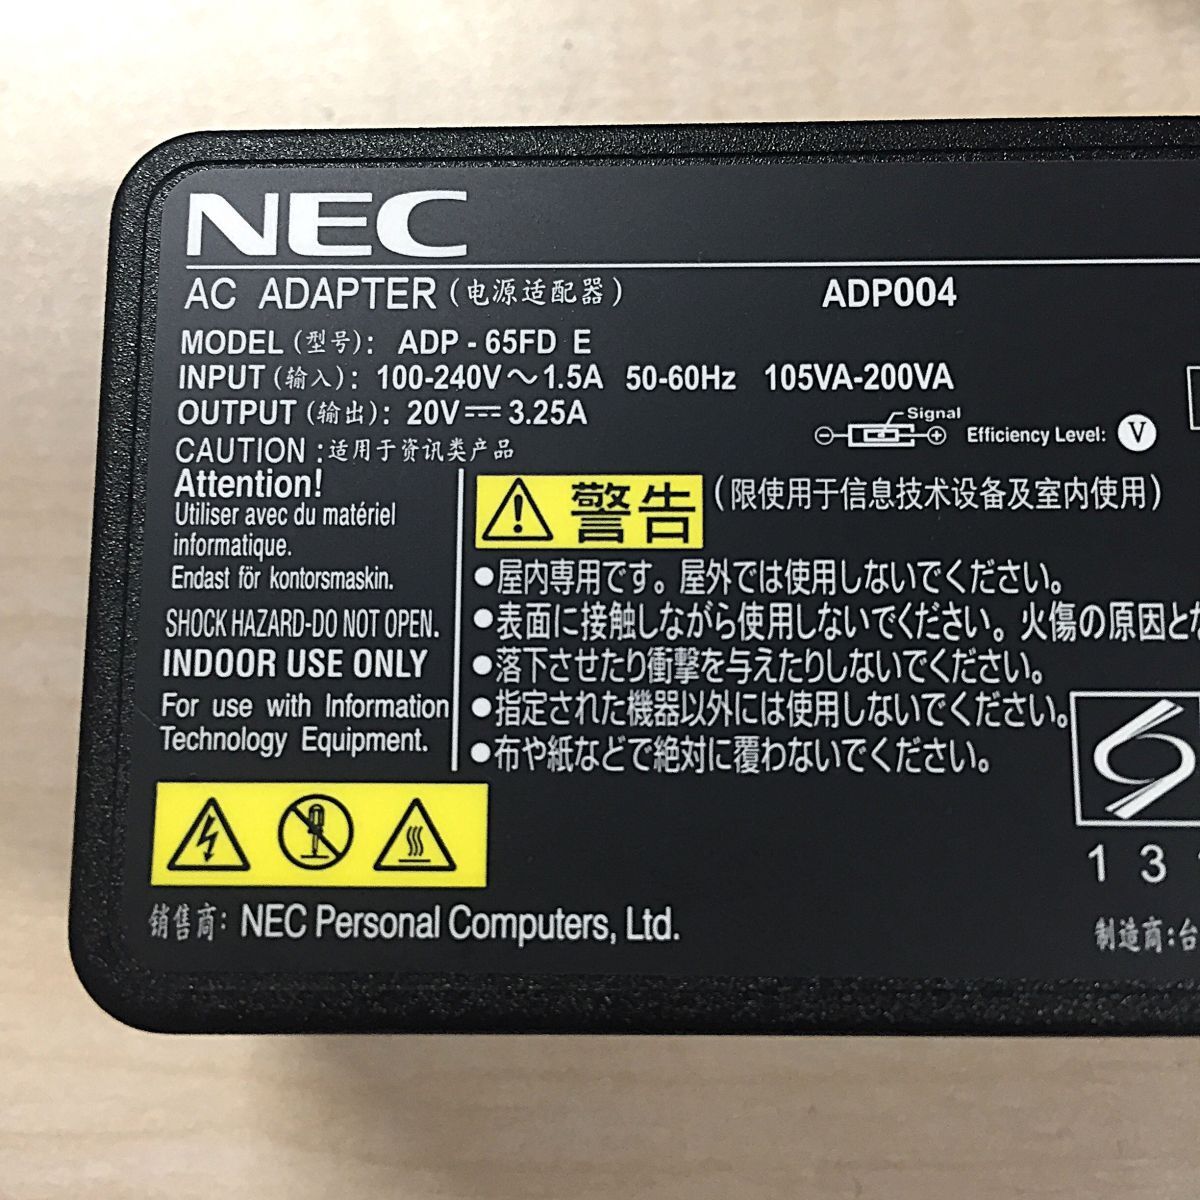 NEC
AC ADAPTER (电源适配器) ADP004
MODEL (型号): ADP - 65FD E
INPUT (输入): 100-240V～1.5A 50-60Hz 105VA-200VA
OUTPUT (输出): 20V⎓3.25A
Signal
Efficiency Level: V
CAUTION :适用于资讯类产品
Attention!
Utiliser avec du matériel
informatique.
Endast för kontorsmaskin.
SHOCK HAZARD-DO NOT OPEN.
INDOOR USE ONLY
For use with Information
Technology Equipment.
警告 (限使用于信息技术设备及室内使用)
●屋内専用です。屋外では使用しないでください。
●表面に接触しながら使用しないでください。火傷の原因とな
●落下させたり衝撃を与えたりしないでください。
●指定された機器以外には使用しないでください。
●布や紙などで絶対に覆わないでください。
1 3
销售商: NEC Personal Computers, Ltd.
制造商:台